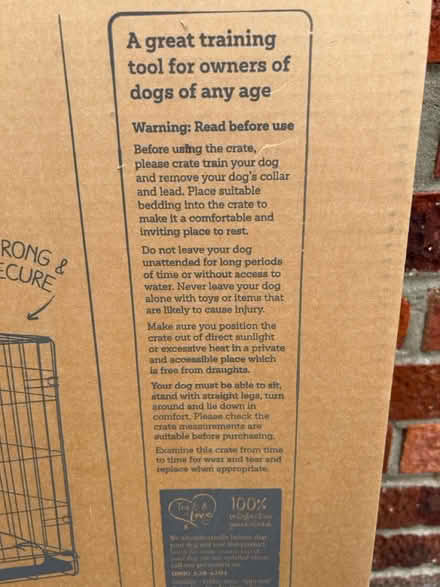 A great training
tool for owners of
dogs of any age
Warning: Read before use
Before using the crate,
please crate train your dog
and remove your dog's collar
and lead. Place suitable
bedding into the crate to
make it a comfortable and
inviting place to rest.
Do not leave your dog
unattended for long periods
of time or without access to
water. Never leave your dog
alone with toys or items that
are likely to cause injury.
Make sure you position the
crate out of direct sunlight
or excessive heat in a private
and accessible place which
is free from draughts.
Your dog must be able to sit,
stand with straight legs, turn
around and lie down in
comfort. Please check the
crate measurements are
suitable before purchasing.
Examine this crate from time
to time for wear and tear and
replace when appropriate.
RONG &
ECURE
Love
100%